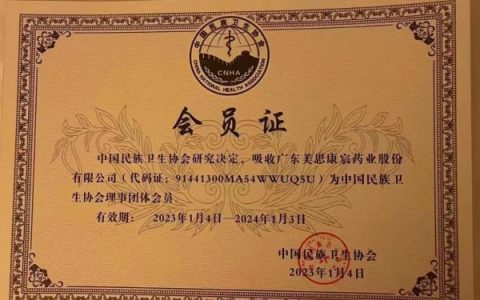 中国民族卫生协会
CNHA
CHINA NATIONAL HEALTH ASSOCIATION
会员证
中国民族卫生协会研究决定，吸收广东美思康宸药业股份
有限公司（代码证：91441300MA54WWUQ5U）为中国民族卫
生协会理事团体会员
有效期：2023年1月4日—2024年1月3日
中国民族卫生协会
2023年1月4日